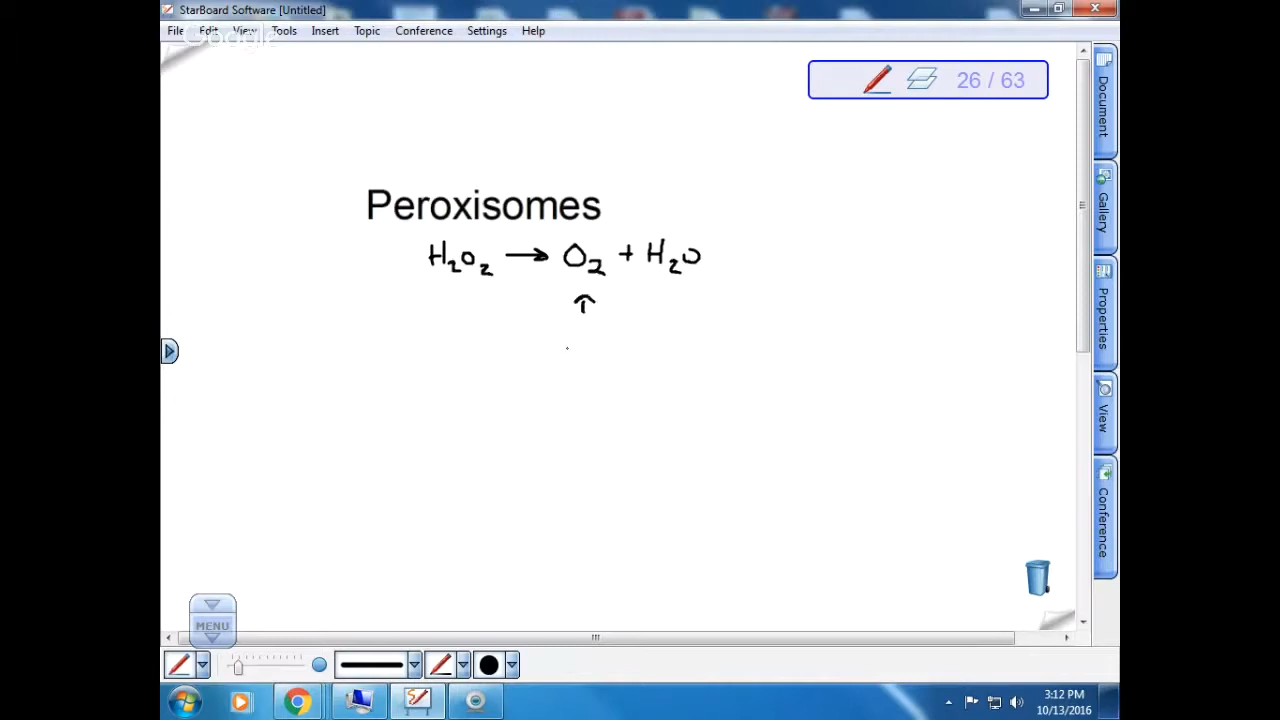 StarBoard Software [Untitled]
File Edit View Tools Insert Topic Conference Settings Help
Google
26 / 63
Document
Gallery
Properties
View
Conference
Peroxisomes
H₂O₂ → O₂ + H₂O
↑
MENU
3:12 PM
10/13/2016